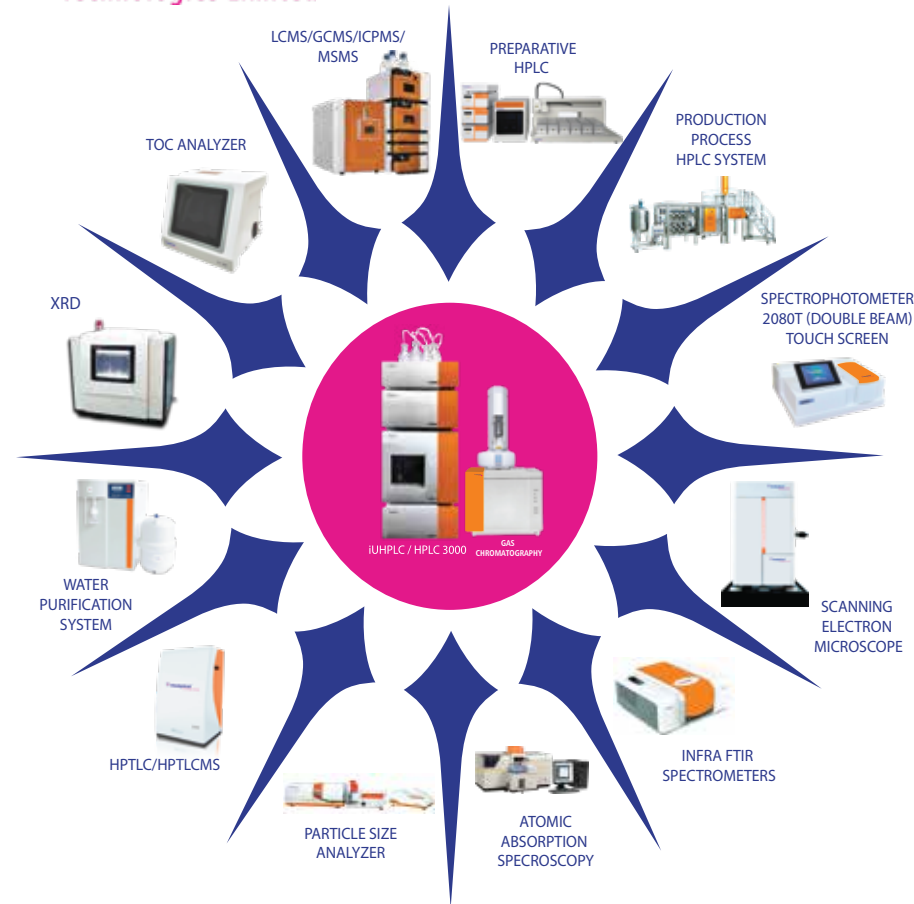 LCMS/GCMS/ICPMS/
MSMS
PREPARATIVE
HPLC
TOC ANALYZER
PRODUCTION
PROCESS
HPLC SYSTEM
XRD
SPECTROPHOTOMETER
2080T (DOUBLE BEAM)
TOUCH SCREEN
iUHPLC / HPLC 3000
GAS
CHROMATOGRAPHY
WATER
PURIFICATION
SYSTEM
SCANNING
ELECTRON
MICROSCOPE
HPTLC/HPTLCMS
INFRA FTIR
SPECTROMETERS
PARTICLE SIZE
ANALYZER
ATOMIC
ABSORPTION
SPECROSCOPY